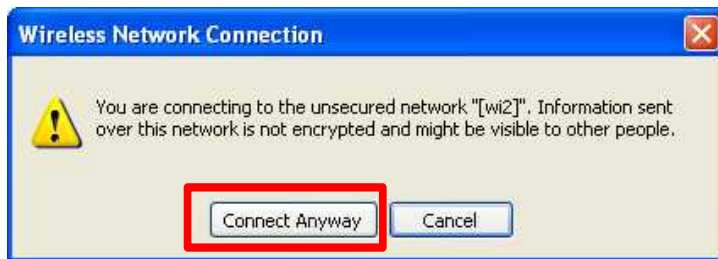 Wireless Network Connection
You are connecting to the unsecured network "[wi2]". Information sent
over this network is not encrypted and might be visible to other people.
Connect Anyway Cancel